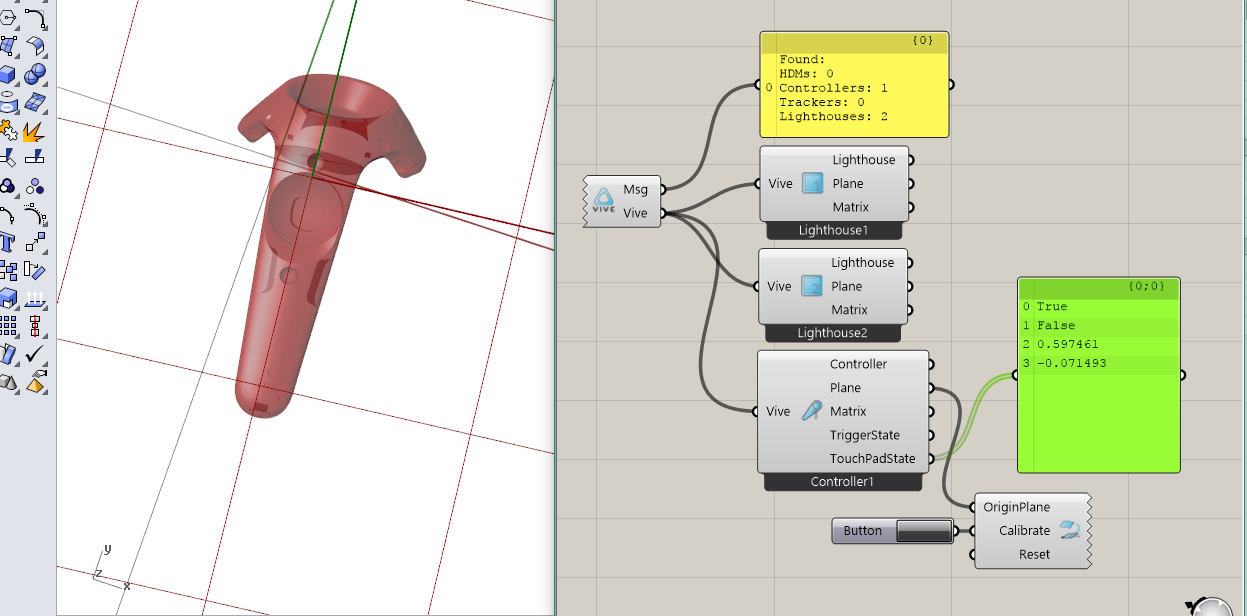 {0}
Found:
HDMs: 0
0 Controllers: 1
Trackers: 0
Lighthouses: 2
Lighthouse
Vive Plane
Matrix
1
Lighthouse1
VIVE
Msg
Vive
Lighthouse
Vive Plane
Matrix
2
Lighthouse2
{0;0}
0 True
1 False
2 0.597461
3 -0.071493
Controller
Plane
Vive Matrix
TriggerState
TouchPadState
Controller1
OriginPlane
Button Calibrate
Reset
y
z
x